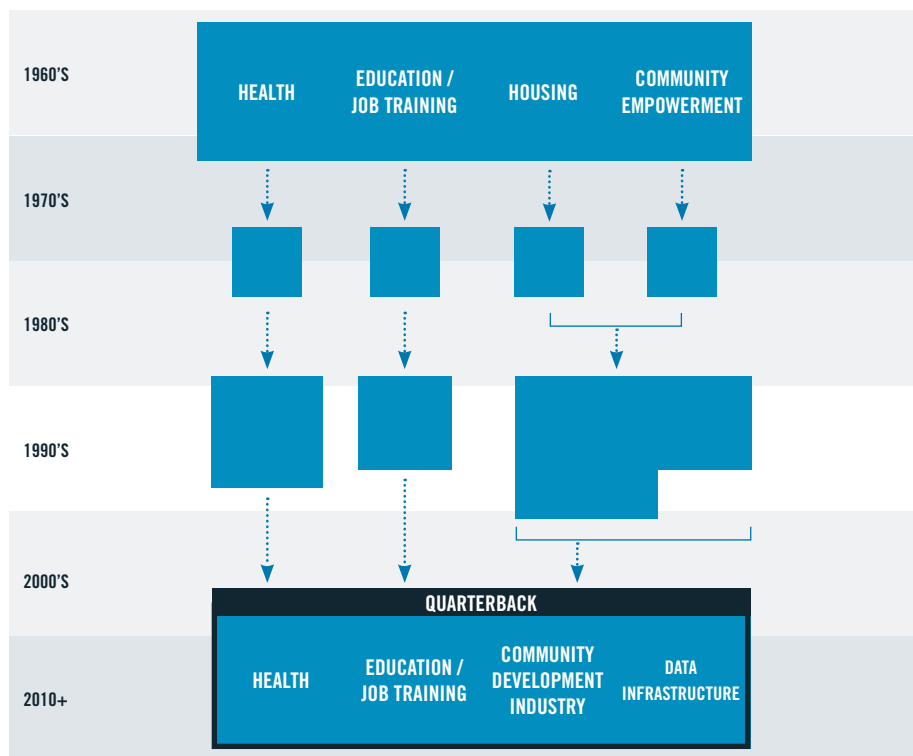 1960'S
HEALTH
EDUCATION /
JOB TRAINING
HOUSING
COMMUNITY
EMPOWERMENT
1970'S
1980'S
1990'S
2000'S
QUARTERBACK
2010+
HEALTH
EDUCATION /
JOB TRAINING
COMMUNITY
DEVELOPMENT
INDUSTRY
DATA
INFRASTRUCTURE